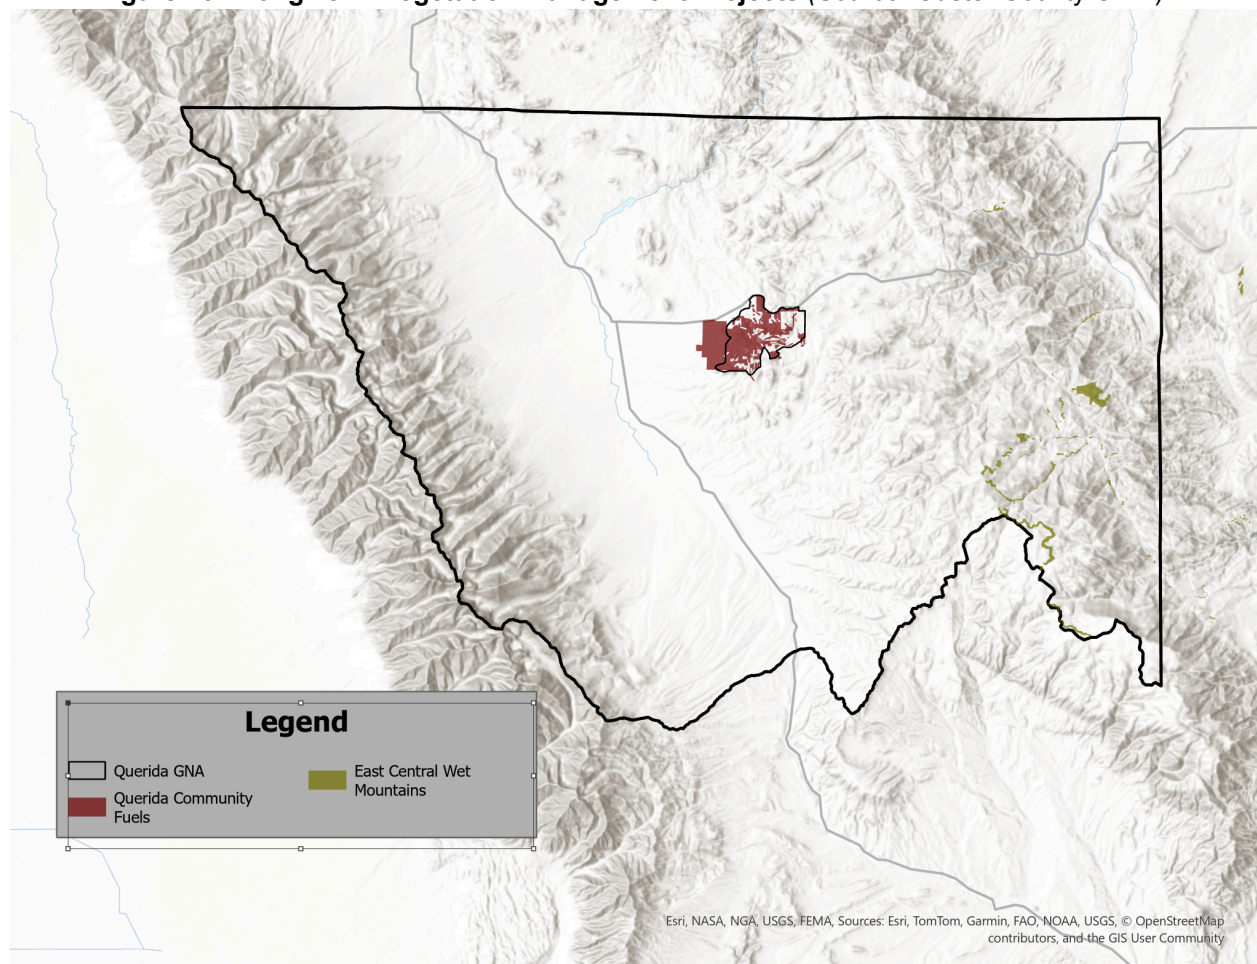 Legend
Querida GNA
Querida Community
Fuels
East Central Wet
Mountains
Esri, NASA, NGA, USGS, FEMA, Sources: Esri, TomTom, Garmin, FAO, NOAA, USGS, © OpenStreetMap
contributors, and the GIS User Community